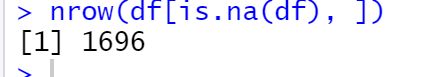 > nrow(df[is.na(df), ])
[1] 1696
>